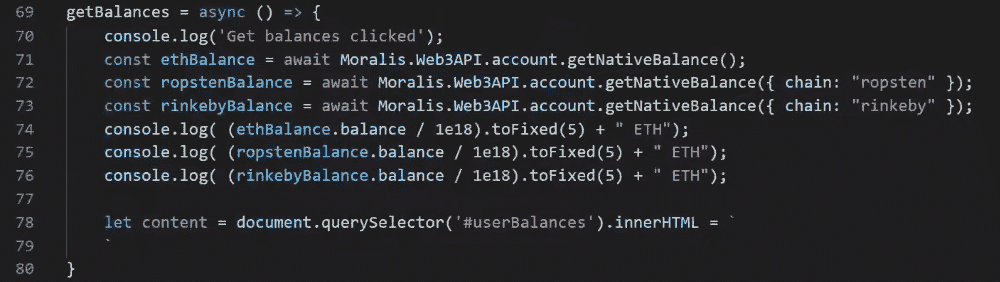 69 getBalances = async () => {
70     console.log('Get balances clicked');
71     const ethBalance = await Moralis.Web3API.account.getNativeBalance();
72     const ropstenBalance = await Moralis.Web3API.account.getNativeBalance({ chain: "ropsten" });
73     const rinkebyBalance = await Moralis.Web3API.account.getNativeBalance({ chain: "rinkeby" });
74     console.log( (ethBalance.balance / 1e18).toFixed(5) + " ETH");
75     console.log( (ropstenBalance.balance / 1e18).toFixed(5) + " ETH");
76     console.log( (rinkebyBalance.balance / 1e18).toFixed(5) + " ETH");
77
78     let content = document.querySelector('#userBalances').innerHTML = `
79     `
80 }